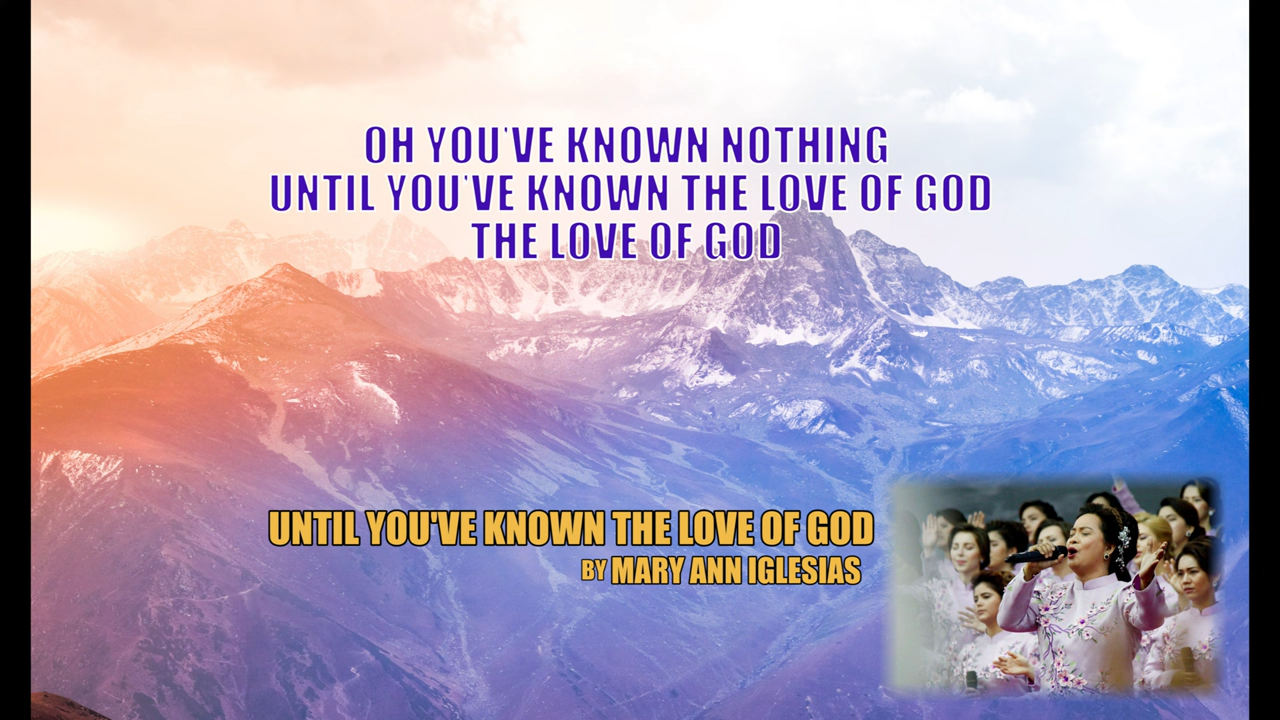 OH YOU'VE KNOWN NOTHING
UNTIL YOU'VE KNOWN THE LOVE OF GOD
THE LOVE OF GOD
UNTIL YOU'VE KNOWN THE LOVE OF GOD
BY MARY ANN IGLESIAS